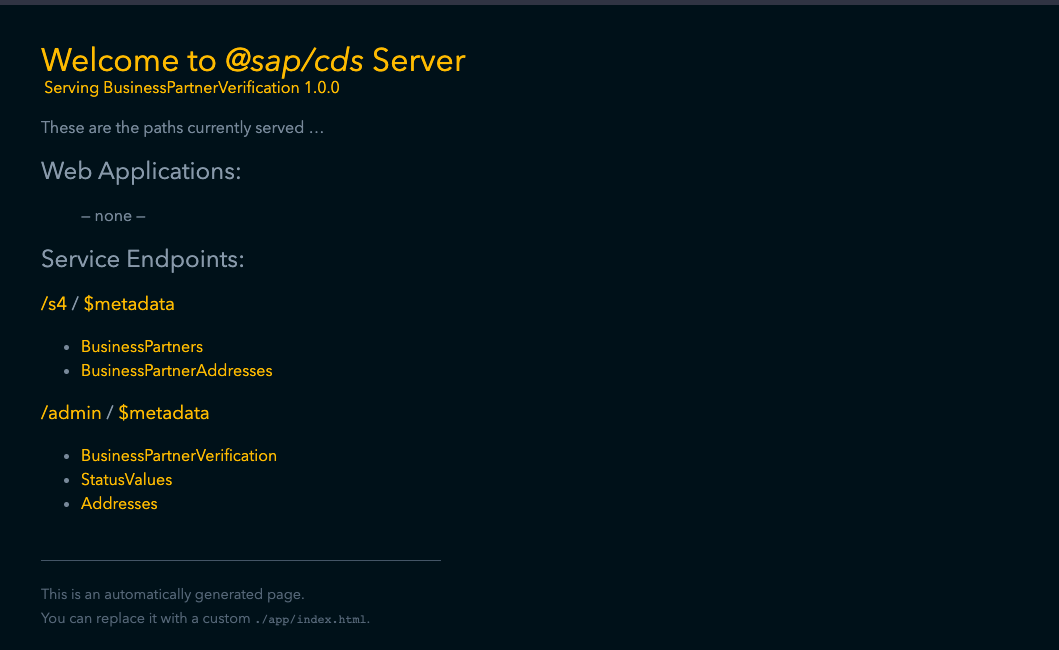 Welcome to @sap/cds Server
Serving BusinessPartnerVerification 1.0.0
These are the paths currently served …
Web Applications:
– none –
Service Endpoints:
/s4 / $metadata
BusinessPartners
BusinessPartnerAddresses
/admin / $metadata
BusinessPartnerVerification
StatusValues
Addresses
This is an automatically generated page.
You can replace it with a custom ./app/index.html.